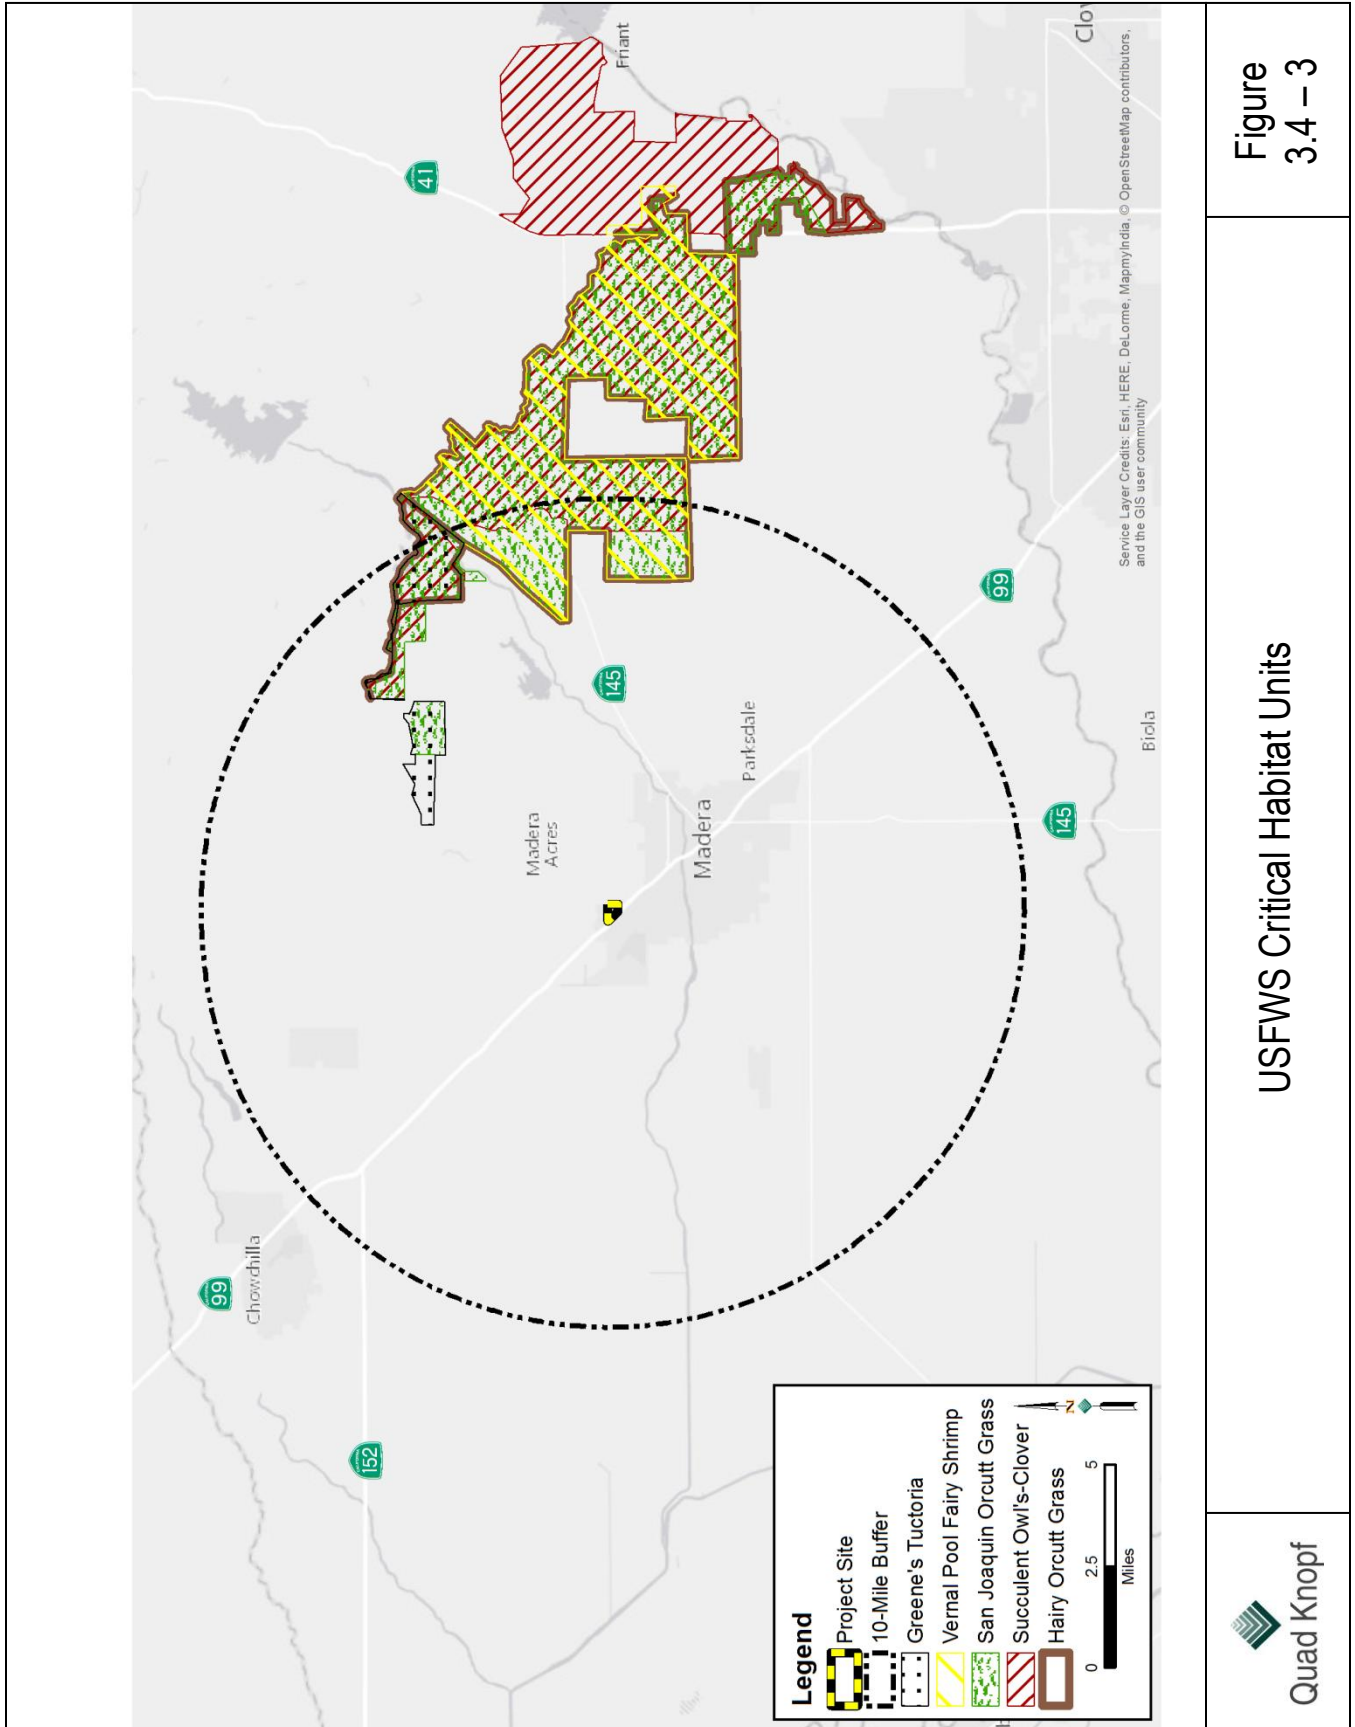 Friant
Clov
41
Service Layer Credits: Esri, HERE, DeLorme, MapmyIndia, © OpenStreetMap contributors,
and the GIS user community
99
145
Parksdale
Biola
Madera
Acres
Madera
145
Chowchilla
99
152
Legend
Project Site
10-Mile Buffer
Greene's Tuctoria
Vernal Pool Fairy Shrimp
San Joaquin Orcutt Grass
Succulent Owl's-Clover
Hairy Orcutt Grass
N
0 2.5 5
Miles
Quad Knopf
USFWS Critical Habitat Units
Figure
3.4 – 3